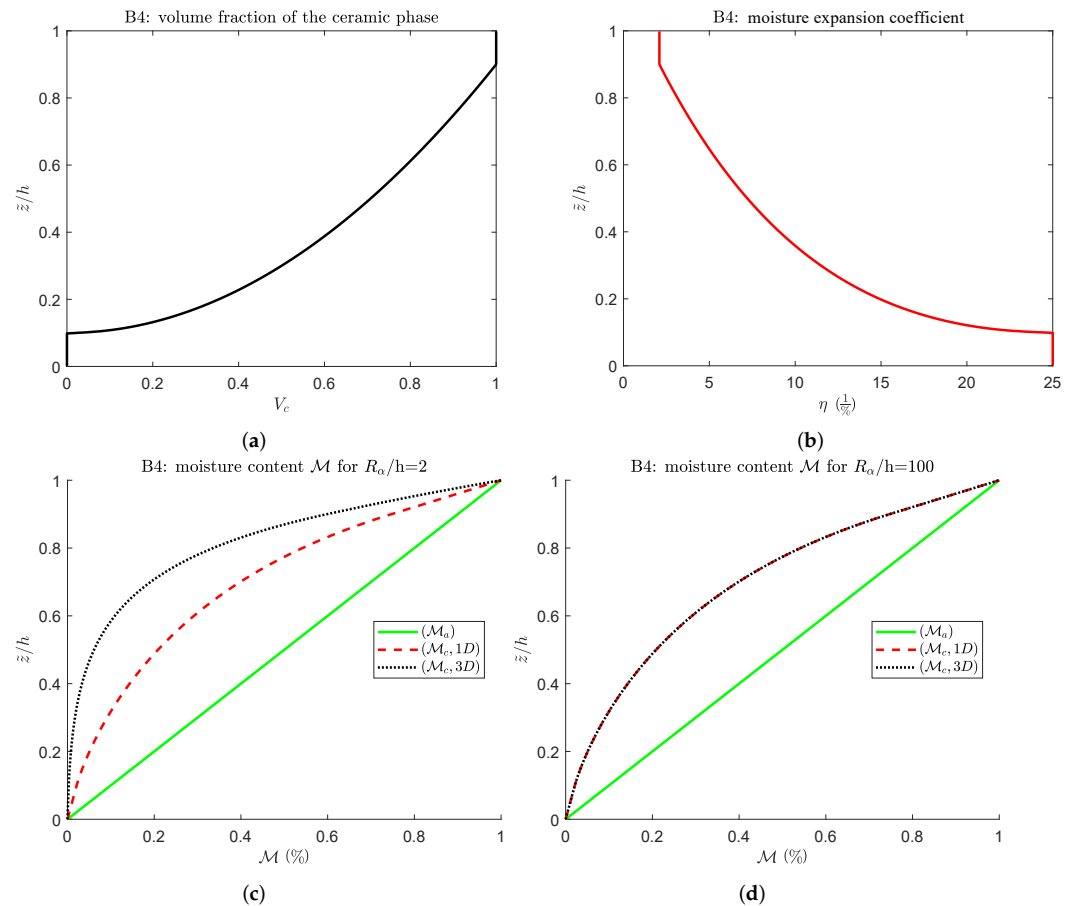 B4: volume fraction of the ceramic phase
1
0.8
0.6
0.4
0.2
0
z̃/h
0 0.2 0.4 0.6 0.8 1
V_c
(a)
B4: moisture expansion coefficient
1
0.8
0.6
0.4
0.2
0
z̃/h
0 5 10 15 20 25
η (1/%)
(b)
B4: moisture content ℳ for R_α/h=2
1
0.8
0.6
0.4
0.2
0
z̃/h
(ℳ_a)
(ℳ_c, 1D)
(ℳ_c, 3D)
0 0.2 0.4 0.6 0.8 1
ℳ (%)
(c)
B4: moisture content ℳ for R_α/h=100
1
0.8
0.6
0.4
0.2
0
z̃/h
(ℳ_a)
(ℳ_c, 1D)
(ℳ_c, 3D)
0 0.2 0.4 0.6 0.8 1
ℳ (%)
(d)